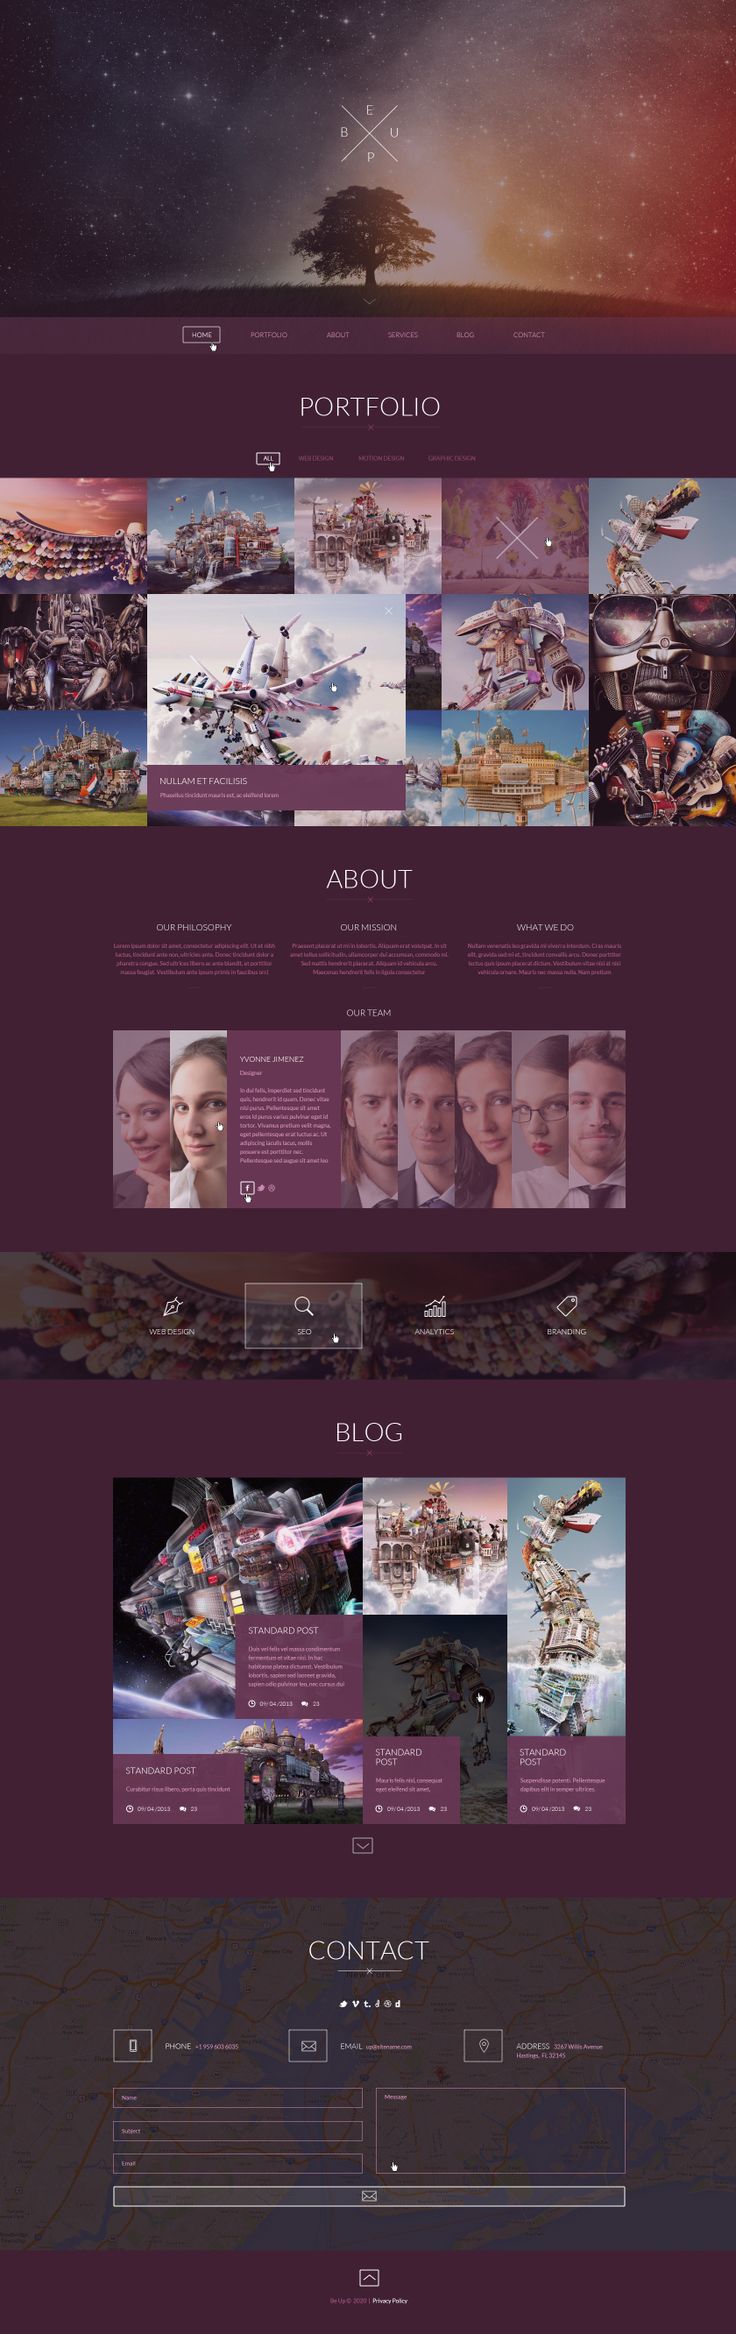 E
B U
P
HOME PORTFOLIO ABOUT SERVICES BLOG CONTACT
PORTFOLIO
ALL WEB DESIGN MOTION DESIGN GRAPHIC DESIGN
NULLAM ET FACILISIS
Phasellus tincidunt mauris est, ac eleifend lorem
ABOUT
OUR PHILOSOPHY
Lorem ipsum dolor sit amet, consectetur adipiscing elit. Ut et nibh
luctus, tincidunt ante non, ultricies ante. Donec tincidunt dolor a
pharetra congue. Sed ultrices libero ac ante blandit, et porttitor
massa feugiat. Vestibulum ante ipsum primis in faucibus orci
OUR MISSION
Praesent placerat ut mi in lobortis. Aliquam erat volutpat. In sit
amet tellus sollicitudin, ullamcorper dui accumsan, commodo mi.
Sed mattis hendrerit placerat. Aliquam id vehicula arcu.
Maecenas hendrerit felis in ligula consectetur
WHAT WE DO
Nullam venenatis leo gravida mi viverra interdum. Cras mauris
elit, gravida sed mi et, tincidunt convallis arcu. Donec porttitor
lectus quis ipsum placerat dictum. Vestibulum vitae nisl at nisi
vehicula ornare. Mauris nec massa nulla. Nam pretium
OUR TEAM
YVONNE JIMENEZ
Designer
In dui felis, imperdiet sed tincidunt
quis, hendrerit id quam. Donec vitae
nisi purus. Pellentesque sit amet
eros id purus varius pulvinar eget id
tortor. Vivamus pretium velit magna,
eget pellentesque erat luctus ac. Ut
adipiscing iaculis lacus, mollis
posuere est porttitor nec.
Pellentesque sed augue sit amet leo
WEB DESIGN SEO ANALYTICS BRANDING
BLOG
STANDARD POST
Duis vel felis vel massa condimentum
fermentum et vitae nisi. In hac
habitasse platea dictumst. Vestibulum
lobortis, sapien sed laoreet gravida,
sapien odio pulvinar leo, nec cursus dui
09/04/2013 23
STANDARD POST
Curabitur risus libero, porta quis tincidunt
09/04/2013 23
STANDARD
POST
Mauris felis nisl, consequat
eget eleifend sit amet,
09/04/2013 23
STANDARD
POST
Suspendisse potenti. Pellentesque
dapibus elit in semper ultrices.
09/04/2013 23
CONTACT
New York
PHONE +1 959 603 6035
EMAIL up@sitename.com
ADDRESS 3267 Willis Avenue
Hastings, FL 32145
Name
Subject
Email
Message
Be Up © 2020 | Privacy Policy